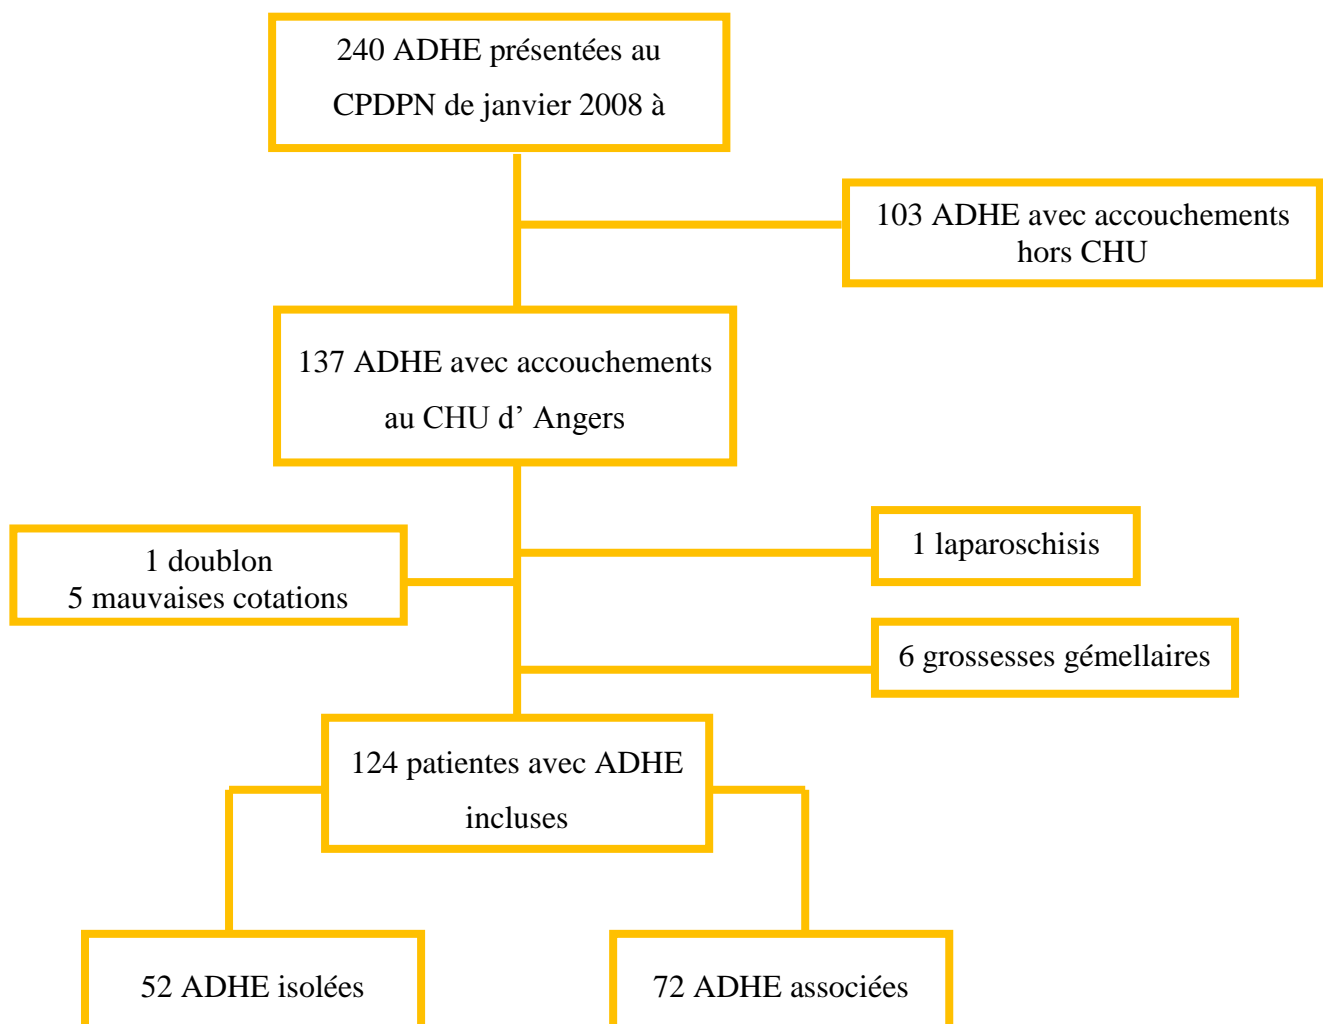 240 ADHE présentées au
CPDPN de janvier 2008 à
103 ADHE avec accouchements
hors CHU
137 ADHE avec accouchements
au CHU d’ Angers
1 doublon
5 mauvaises cotations
1 laparoschisis
6 grossesses gémellaires
124 patientes avec ADHE
incluses
52 ADHE isolées
72 ADHE associées